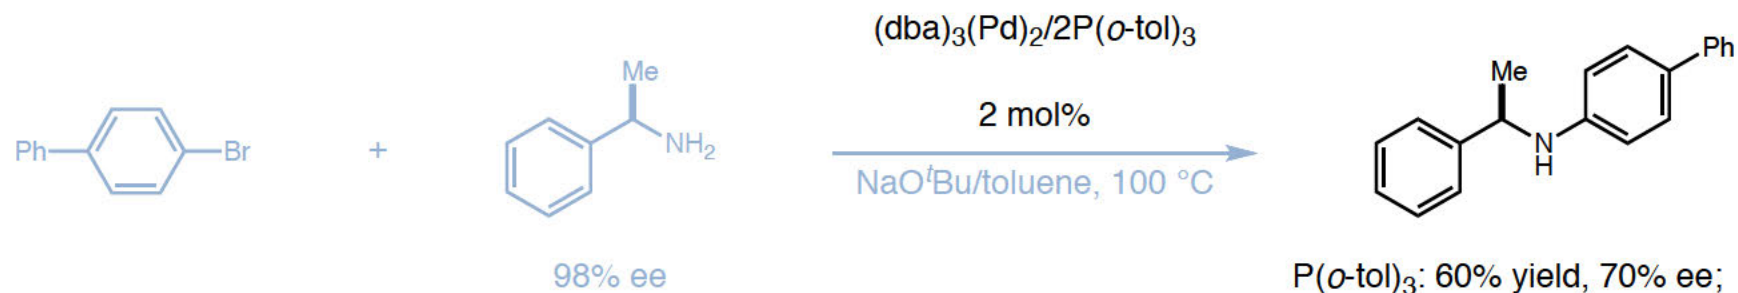 (dba)₃(Pd)₂/2P(o-tol)₃
Ph
Me
Me
2 mol%
Ph
Br
+
NH₂
N
H
NaOᵗBu/toluene, 100 °C
98% ee
P(o-tol)₃: 60% yield, 70% ee;